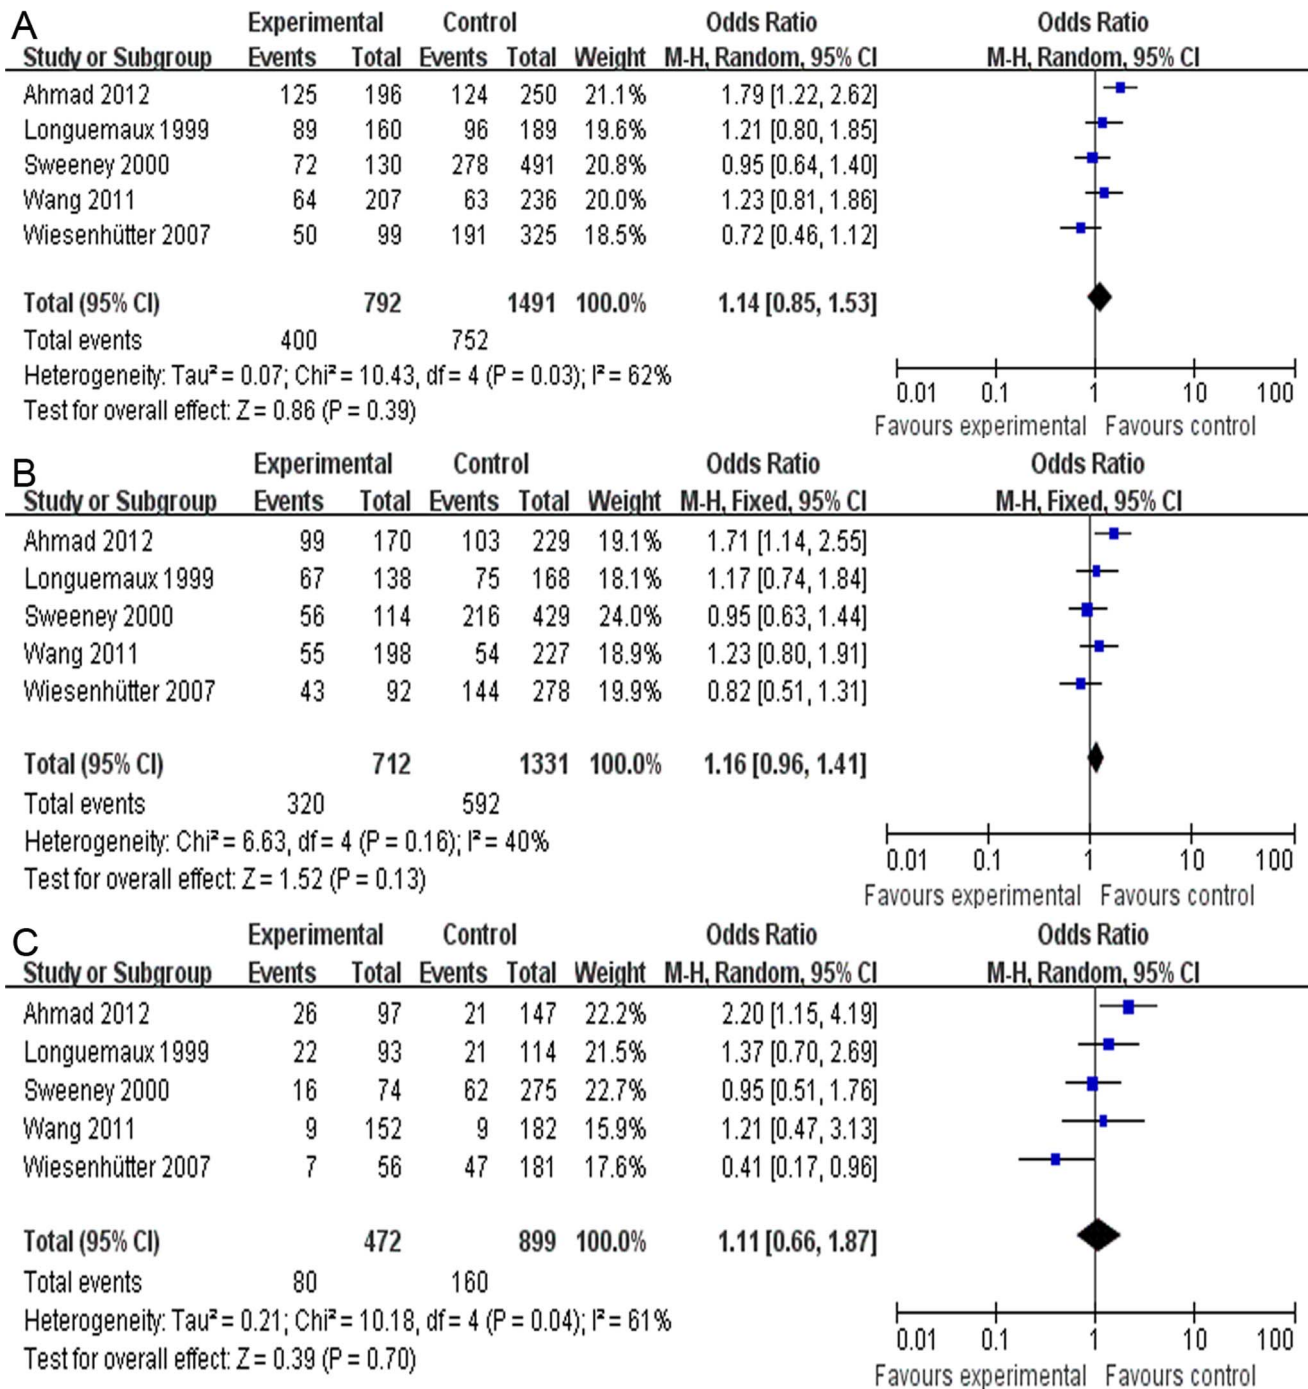 A
Experimental Control Odds Ratio Odds Ratio
Study or Subgroup Events Total Events Total Weight M-H, Random, 95% CI M-H, Random, 95% CI
Ahmad 2012 125 196 124 250 21.1% 1.79 [1.22, 2.62]
Longuemaux 1999 89 160 96 189 19.6% 1.21 [0.80, 1.85]
Sweeney 2000 72 130 278 491 20.8% 0.95 [0.64, 1.40]
Wang 2011 64 207 63 236 20.0% 1.23 [0.81, 1.86]
Wiesenhütter 2007 50 99 191 325 18.5% 0.72 [0.46, 1.12]
Total (95% CI) 792 1491 100.0% 1.14 [0.85, 1.53]
Total events 400 752
Heterogeneity: Tau² = 0.07; Chi² = 10.43, df = 4 (P = 0.03); I² = 62%
Test for overall effect: Z = 0.86 (P = 0.39)
0.01 0.1 1 10 100
Favours experimental Favours control
B
Experimental Control Odds Ratio Odds Ratio
Study or Subgroup Events Total Events Total Weight M-H, Fixed, 95% CI M-H, Fixed, 95% CI
Ahmad 2012 99 170 103 229 19.1% 1.71 [1.14, 2.55]
Longuemaux 1999 67 138 75 168 18.1% 1.17 [0.74, 1.84]
Sweeney 2000 56 114 216 429 24.0% 0.95 [0.63, 1.44]
Wang 2011 55 198 54 227 18.9% 1.23 [0.80, 1.91]
Wiesenhütter 2007 43 92 144 278 19.9% 0.82 [0.51, 1.31]
Total (95% CI) 712 1331 100.0% 1.16 [0.96, 1.41]
Total events 320 592
Heterogeneity: Chi² = 6.63, df = 4 (P = 0.16); I² = 40%
Test for overall effect: Z = 1.52 (P = 0.13)
0.01 0.1 1 10 100
Favours experimental Favours control
C
Experimental Control Odds Ratio Odds Ratio
Study or Subgroup Events Total Events Total Weight M-H, Random, 95% CI M-H, Random, 95% CI
Ahmad 2012 26 97 21 147 22.2% 2.20 [1.15, 4.19]
Longuemaux 1999 22 93 21 114 21.5% 1.37 [0.70, 2.69]
Sweeney 2000 16 74 62 275 22.7% 0.95 [0.51, 1.76]
Wang 2011 9 152 9 182 15.9% 1.21 [0.47, 3.13]
Wiesenhütter 2007 7 56 47 181 17.6% 0.41 [0.17, 0.96]
Total (95% CI) 472 899 100.0% 1.11 [0.66, 1.87]
Total events 80 160
Heterogeneity: Tau² = 0.21; Chi² = 10.18, df = 4 (P = 0.04); I² = 61%
Test for overall effect: Z = 0.39 (P = 0.70)
0.01 0.1 1 10 100
Favours experimental Favours control